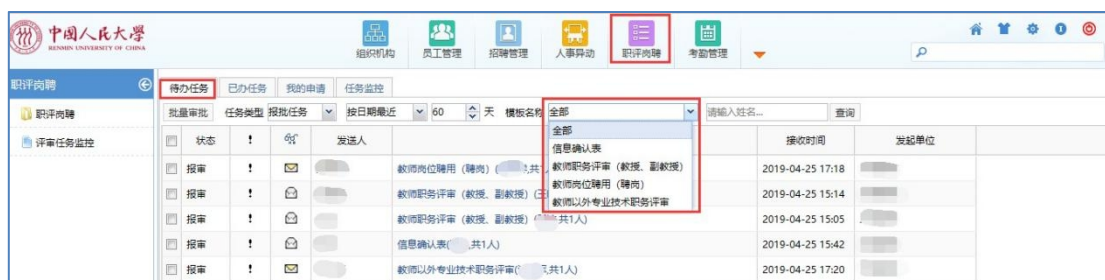 中国人民大學
RENMIN UNIVERSITY OF CHINA
组织机构 员工管理 招聘管理 人事异动 职评岗聘 考勤管理
职评岗聘
职评岗聘
评审任务监控
待办任务 已办任务 我的申请 任务监控
批量审批 任务类型 报批任务 按日期最近 60 天 模板名称 全部 请输入姓名... 查询
全部
信息确认表
教师职务评审（教授、副教授）
教师岗位聘用（聘岗）
教师以外专业技术职务评审
状态 ! 发送人 接收时间 发起单位
报审 ! 教师岗位聘用（聘岗）( ,共1 2019-04-25 17:18
报审 ! 教师职务评审（教授、副教授）(王 2019-04-25 15:14
报审 ! 教师职务评审（教授、副教授）( 共1人) 2019-04-25 15:05
报审 ! 信息确认表( ,共1人) 2019-04-25 15:42
报审 ! 教师以外专业技术职务评审( ,共1人) 2019-04-25 17:20